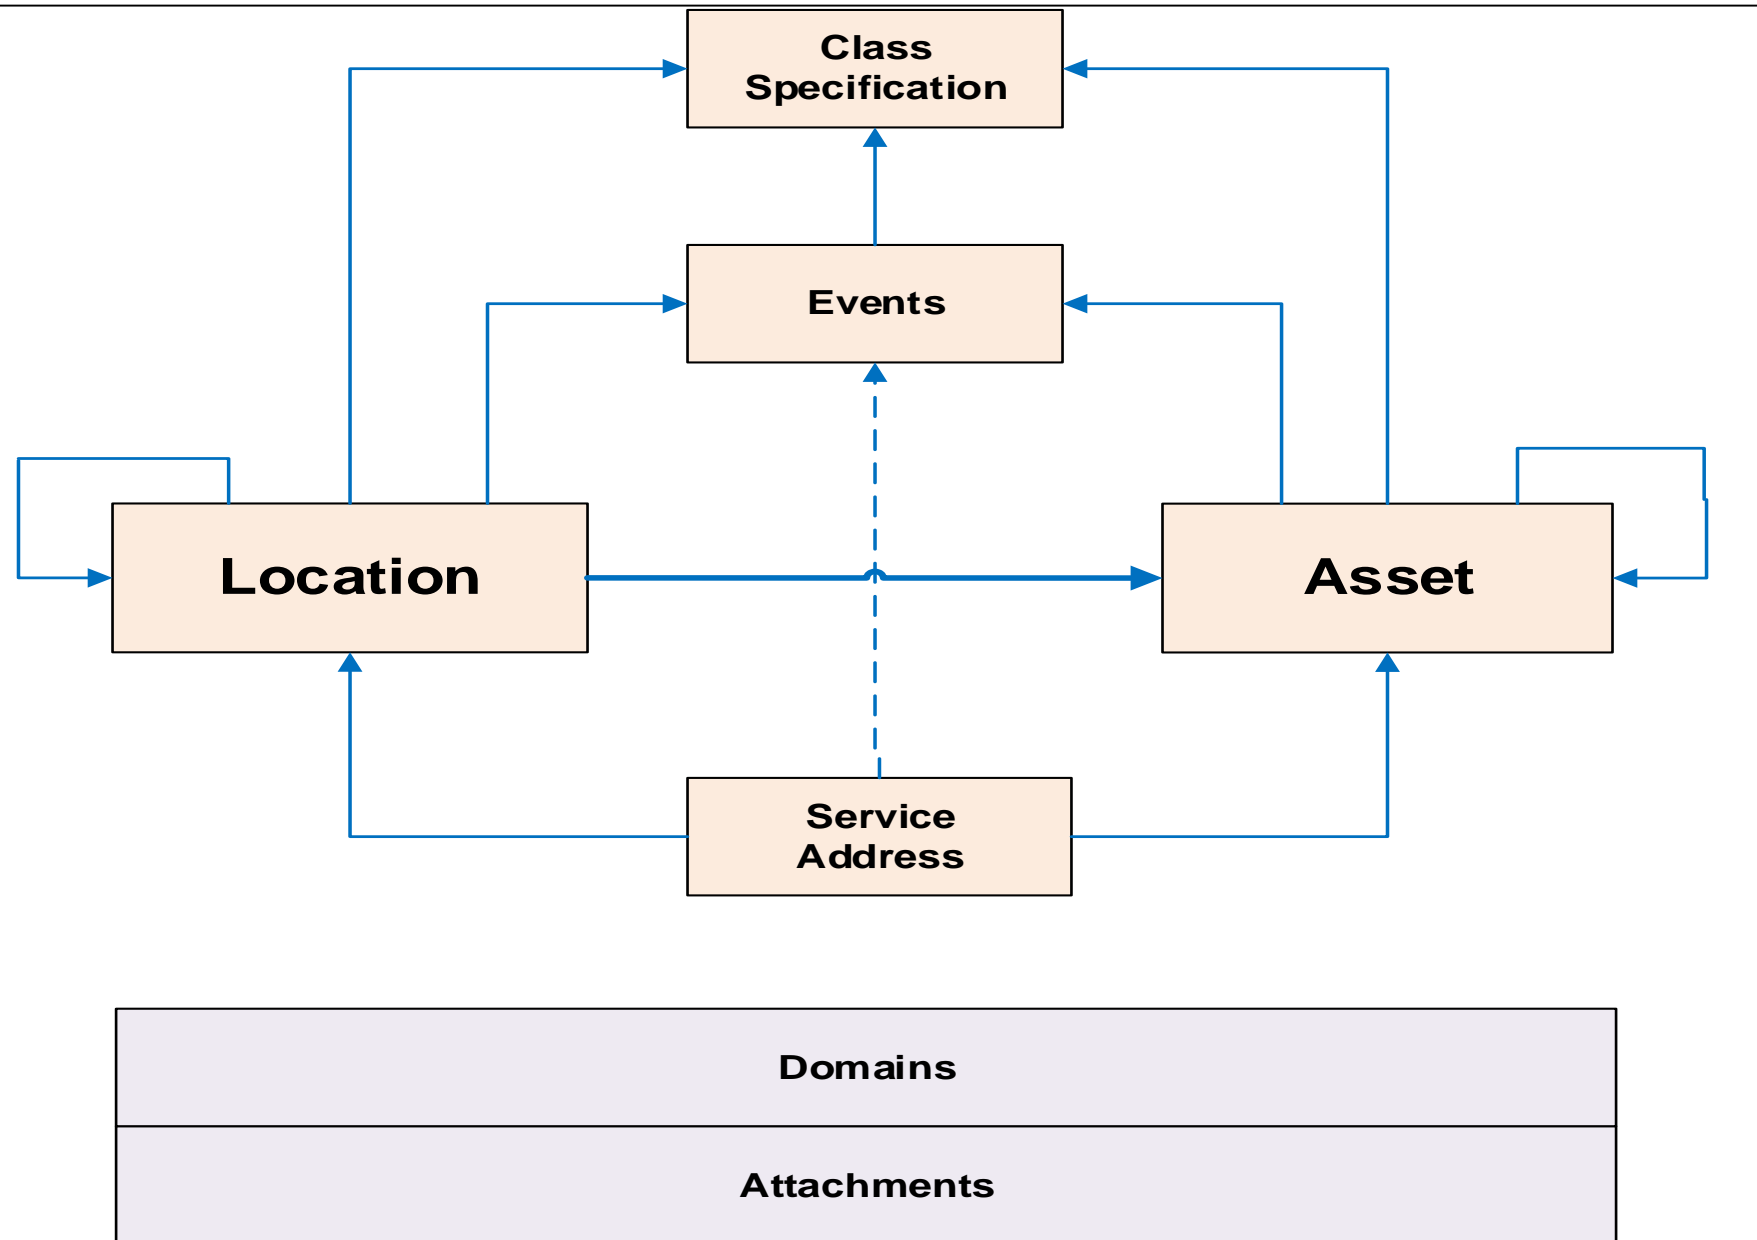 Class
Specification
Events
Location
Asset
Service
Address
Domains
Attachments